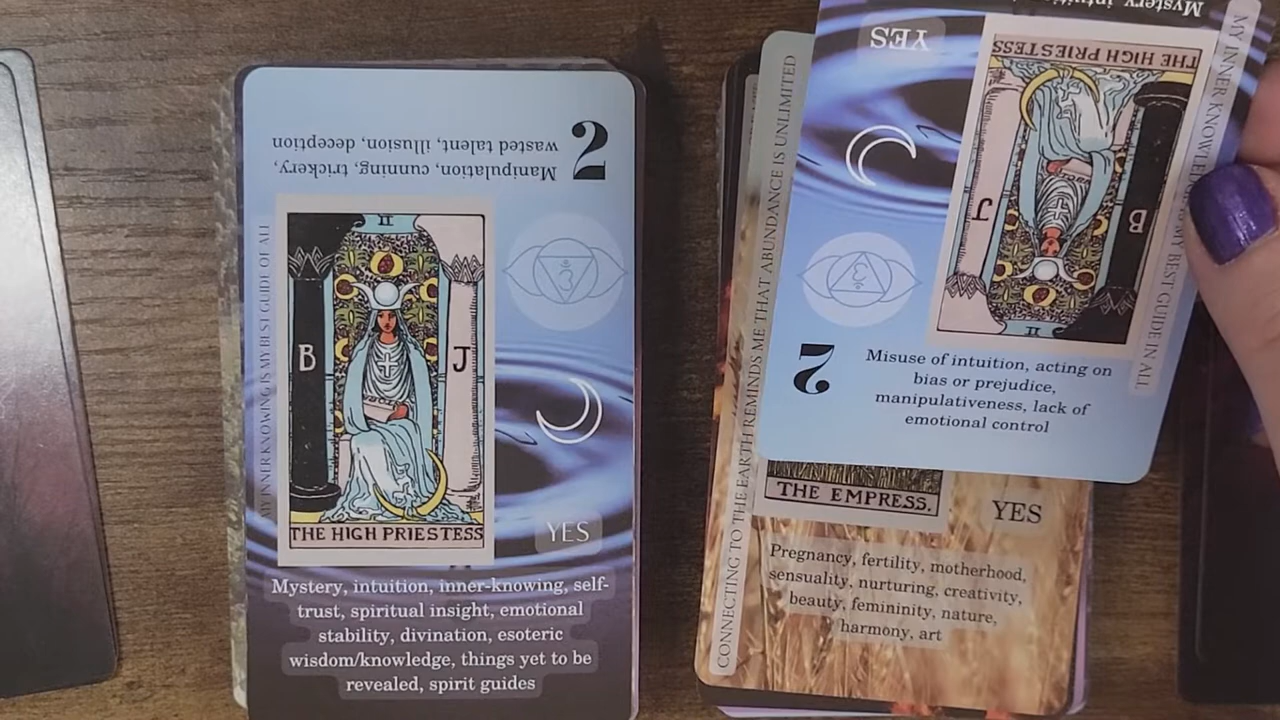 Manipulation, cunning, trickery,
wasted talent, illusion, deception
2
MY INNER KNOWING IS MY BEST GUIDE OF ALL
II
B
J
THE HIGH PRIESTESS
YES
Mystery, intuition, inner-knowing, self-
trust, spiritual insight, emotional
stability, divination, esoteric
wisdom/knowledge, things yet to be
revealed, spirit guides
Mystery, intuition
YES
THE HIGH PRIESTESS
MY INNER KNOWING IS MY BEST GUIDE IN ALL
B
J
II
2
Misuse of intuition, acting on
bias or prejudice,
manipulativeness, lack of
emotional control
CONNECTING TO THE EARTH REMINDS ME THAT ABUNDANCE IS UNLIMITED
THE EMPRESS.
YES
Pregnancy, fertility, motherhood,
sensuality, nurturing, creativity,
beauty, femininity, nature,
harmony, art